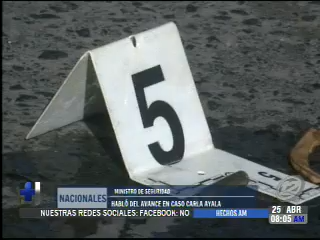 5
5
MINISTRO DE SEGURIDAD
NACIONALES
HABLÓ DEL AVANCE EN CASO CARLA AYALA
25 ABR
NUESTRAS REDES SOCIALES: FACEBOOK: NO
HECHOS AM
08:05 AM